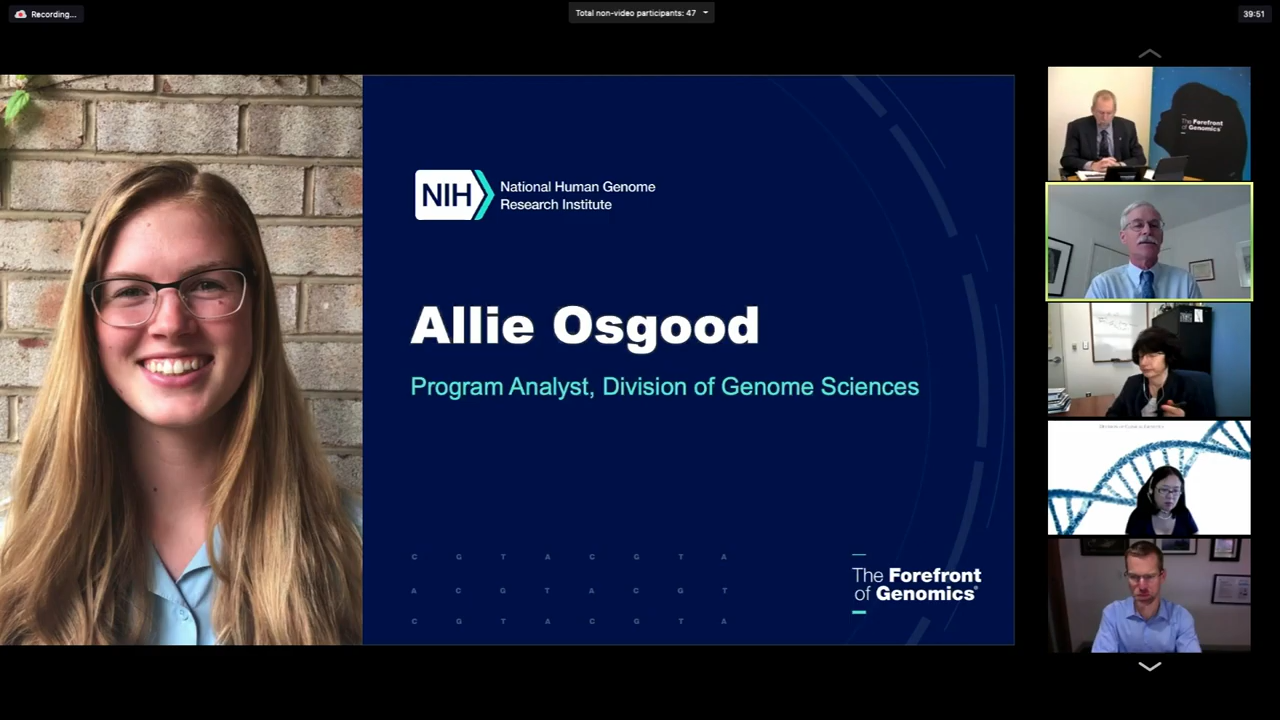 Recording...
Total non-video participants: 47
39:51
NIH
National Human Genome
Research Institute
Allie Osgood
Program Analyst, Division of Genome Sciences
C G T A C G T A
A C G T A C G T
C G T A C G T A
The Forefront
of Genomics®
The Forefront
of Genomics®